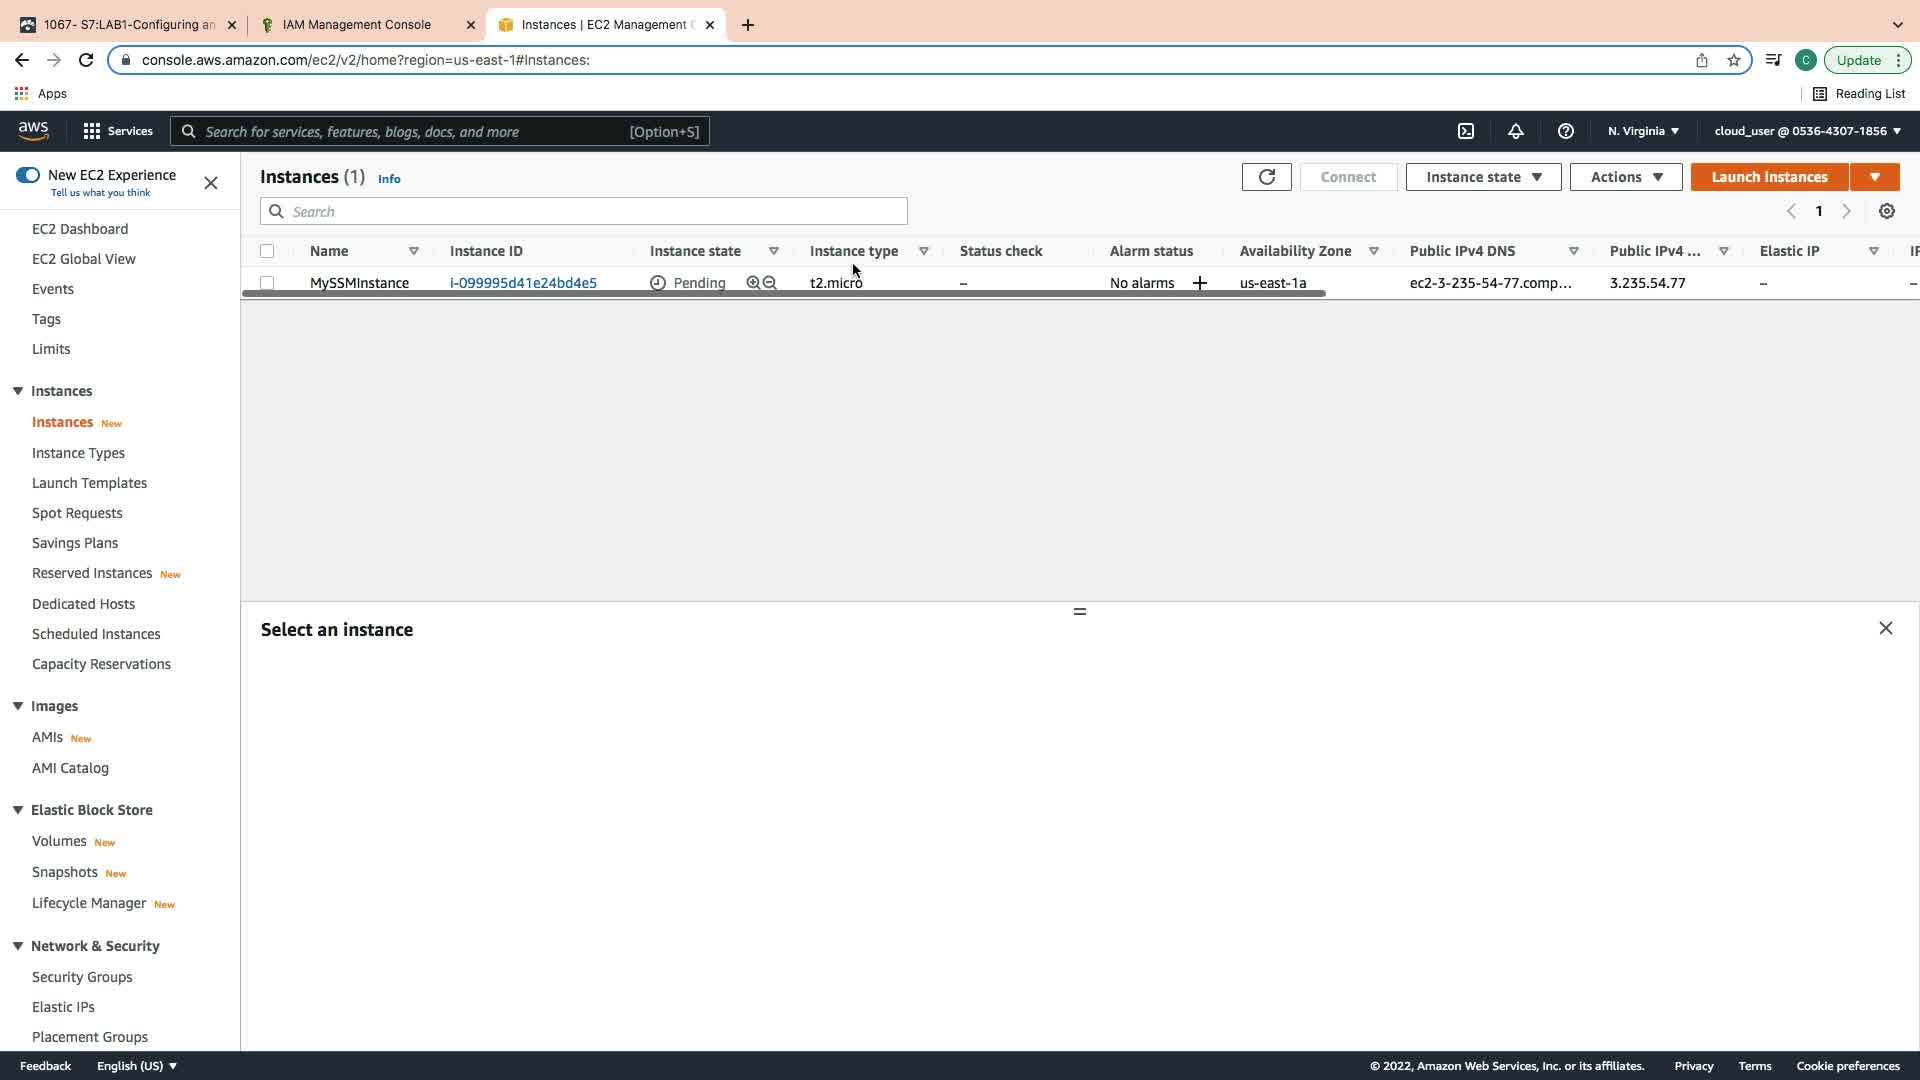 1067- S7:LAB1-Configuring an
IAM Management Console
Instances | EC2 Management C
console.aws.amazon.com/ec2/v2/home?region=us-east-1#Instances:
C
Update
Apps
Reading List
aws
Services
Search for services, features, blogs, docs, and more
[Option+S]
N. Virginia
cloud_user @ 0536-4307-1856
New EC2 Experience
Tell us what you think
EC2 Dashboard
EC2 Global View
Events
Tags
Limits
Instances
Instances New
Instance Types
Launch Templates
Spot Requests
Savings Plans
Reserved Instances New
Dedicated Hosts
Scheduled Instances
Capacity Reservations
Images
AMIs New
AMI Catalog
Elastic Block Store
Volumes New
Snapshots New
Lifecycle Manager New
Network & Security
Security Groups
Elastic IPs
Placement Groups
Instances (1) Info
Connect
Instance state
Actions
Launch instances
Search
1
Name Instance ID Instance state Instance type Status check Alarm status Availability Zone Public IPv4 DNS Public IPv4 ... Elastic IP
MySSMInstance i-099995d41e24bd4e5 Pending t2.micro – No alarms + us-east-1a ec2-3-235-54-77.comp... 3.235.54.77 – –
Select an instance
Feedback
English (US)
© 2022, Amazon Web Services, Inc. or its affiliates.
Privacy
Terms
Cookie preferences